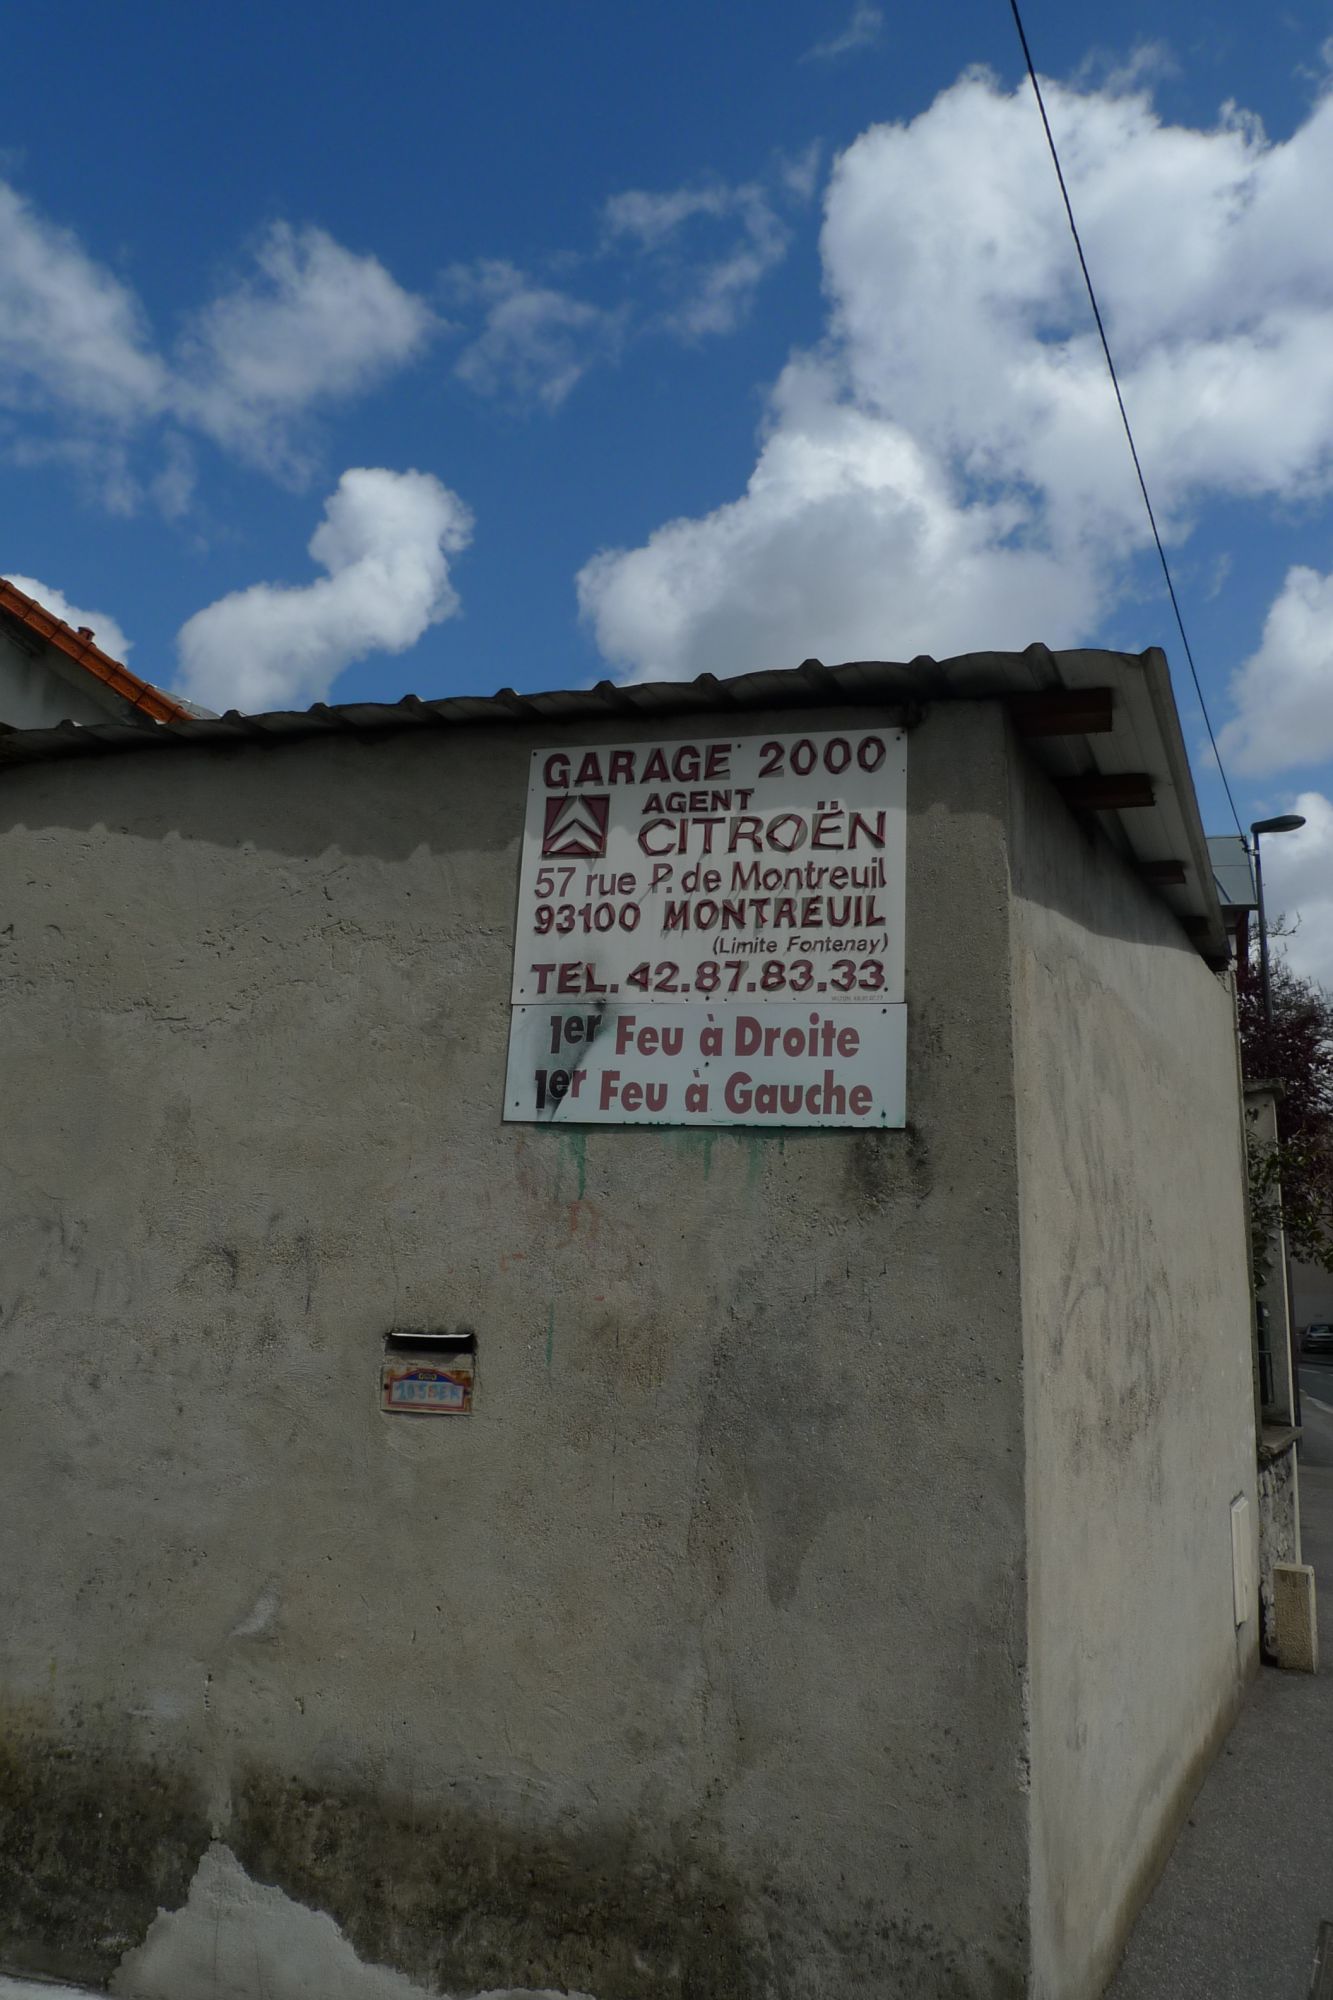 GARAGE 2000
AGENT
CITROËN
57 rue P. de Montreuil
93100 MONTREUIL
(Limite Fontenay)
TEL. 42.87.83.33
1er Feu à Droite
1er Feu à Gauche